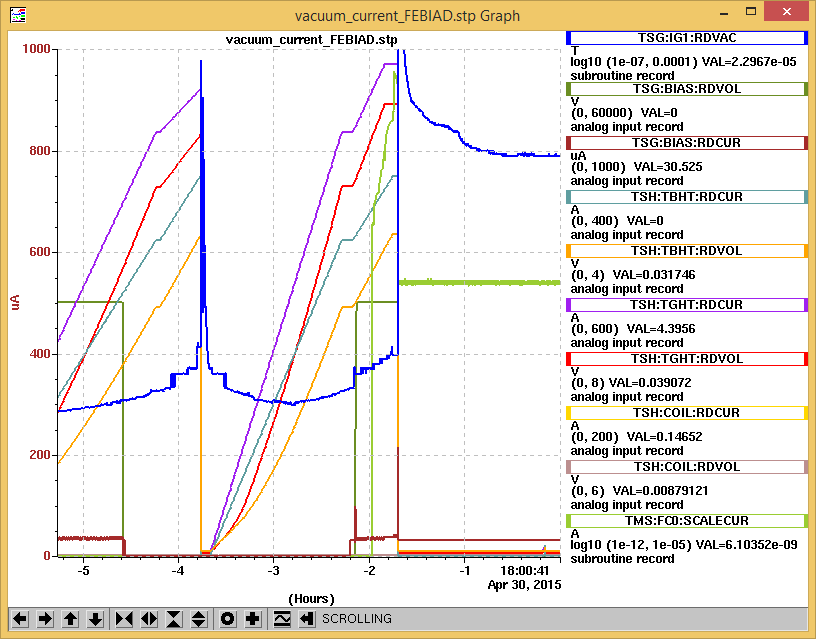 vacuum_current_FEBIAD.stp Graph
vacuum_current_FEBIAD.stp
1000
800
600
400
200
0
uA
-5
-4
-3
-2
-1
18:00:41
Apr 30, 2015
(Hours)
TSG:IG1:RDVAC
T
log10 (1e-07, 0.0001) VAL=2.2967e-05
subroutine record
TSG:BIAS:RDVOL
V
(0, 60000) VAL=0
analog input record
TSG:BIAS:RDCUR
uA
(0, 1000) VAL=30.525
analog input record
TSH:TBHT:RDCUR
A
(0, 400) VAL=0
analog input record
TSH:TBHT:RDVOL
V
(0, 4) VAL=0.031746
analog input record
TSH:TGHT:RDCUR
A
(0, 600) VAL=4.3956
analog input record
TSH:TGHT:RDVOL
V
(0, 8) VAL=0.039072
analog input record
TSH:COIL:RDCUR
A
(0, 200) VAL=0.14652
analog input record
TSH:COIL:RDVOL
V
(0, 6) VAL=0.00879121
analog input record
TMS:FC0:SCALECUR
A
log10 (1e-12, 1e-05) VAL=6.10352e-09
subroutine record
SCROLLING